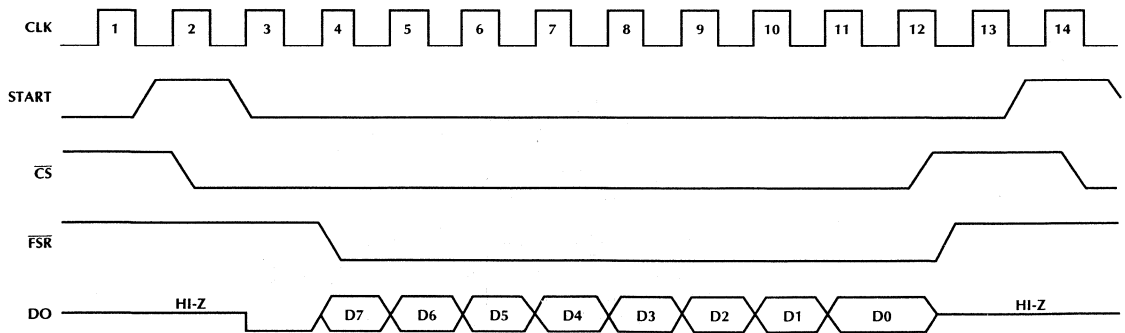 CLK 1 2 3 4 5 6 7 8 9 10 11 12 13 14
START
CS
FSR
DO HI-Z D7 D6 D5 D4 D3 D2 D1 D0 HI-Z